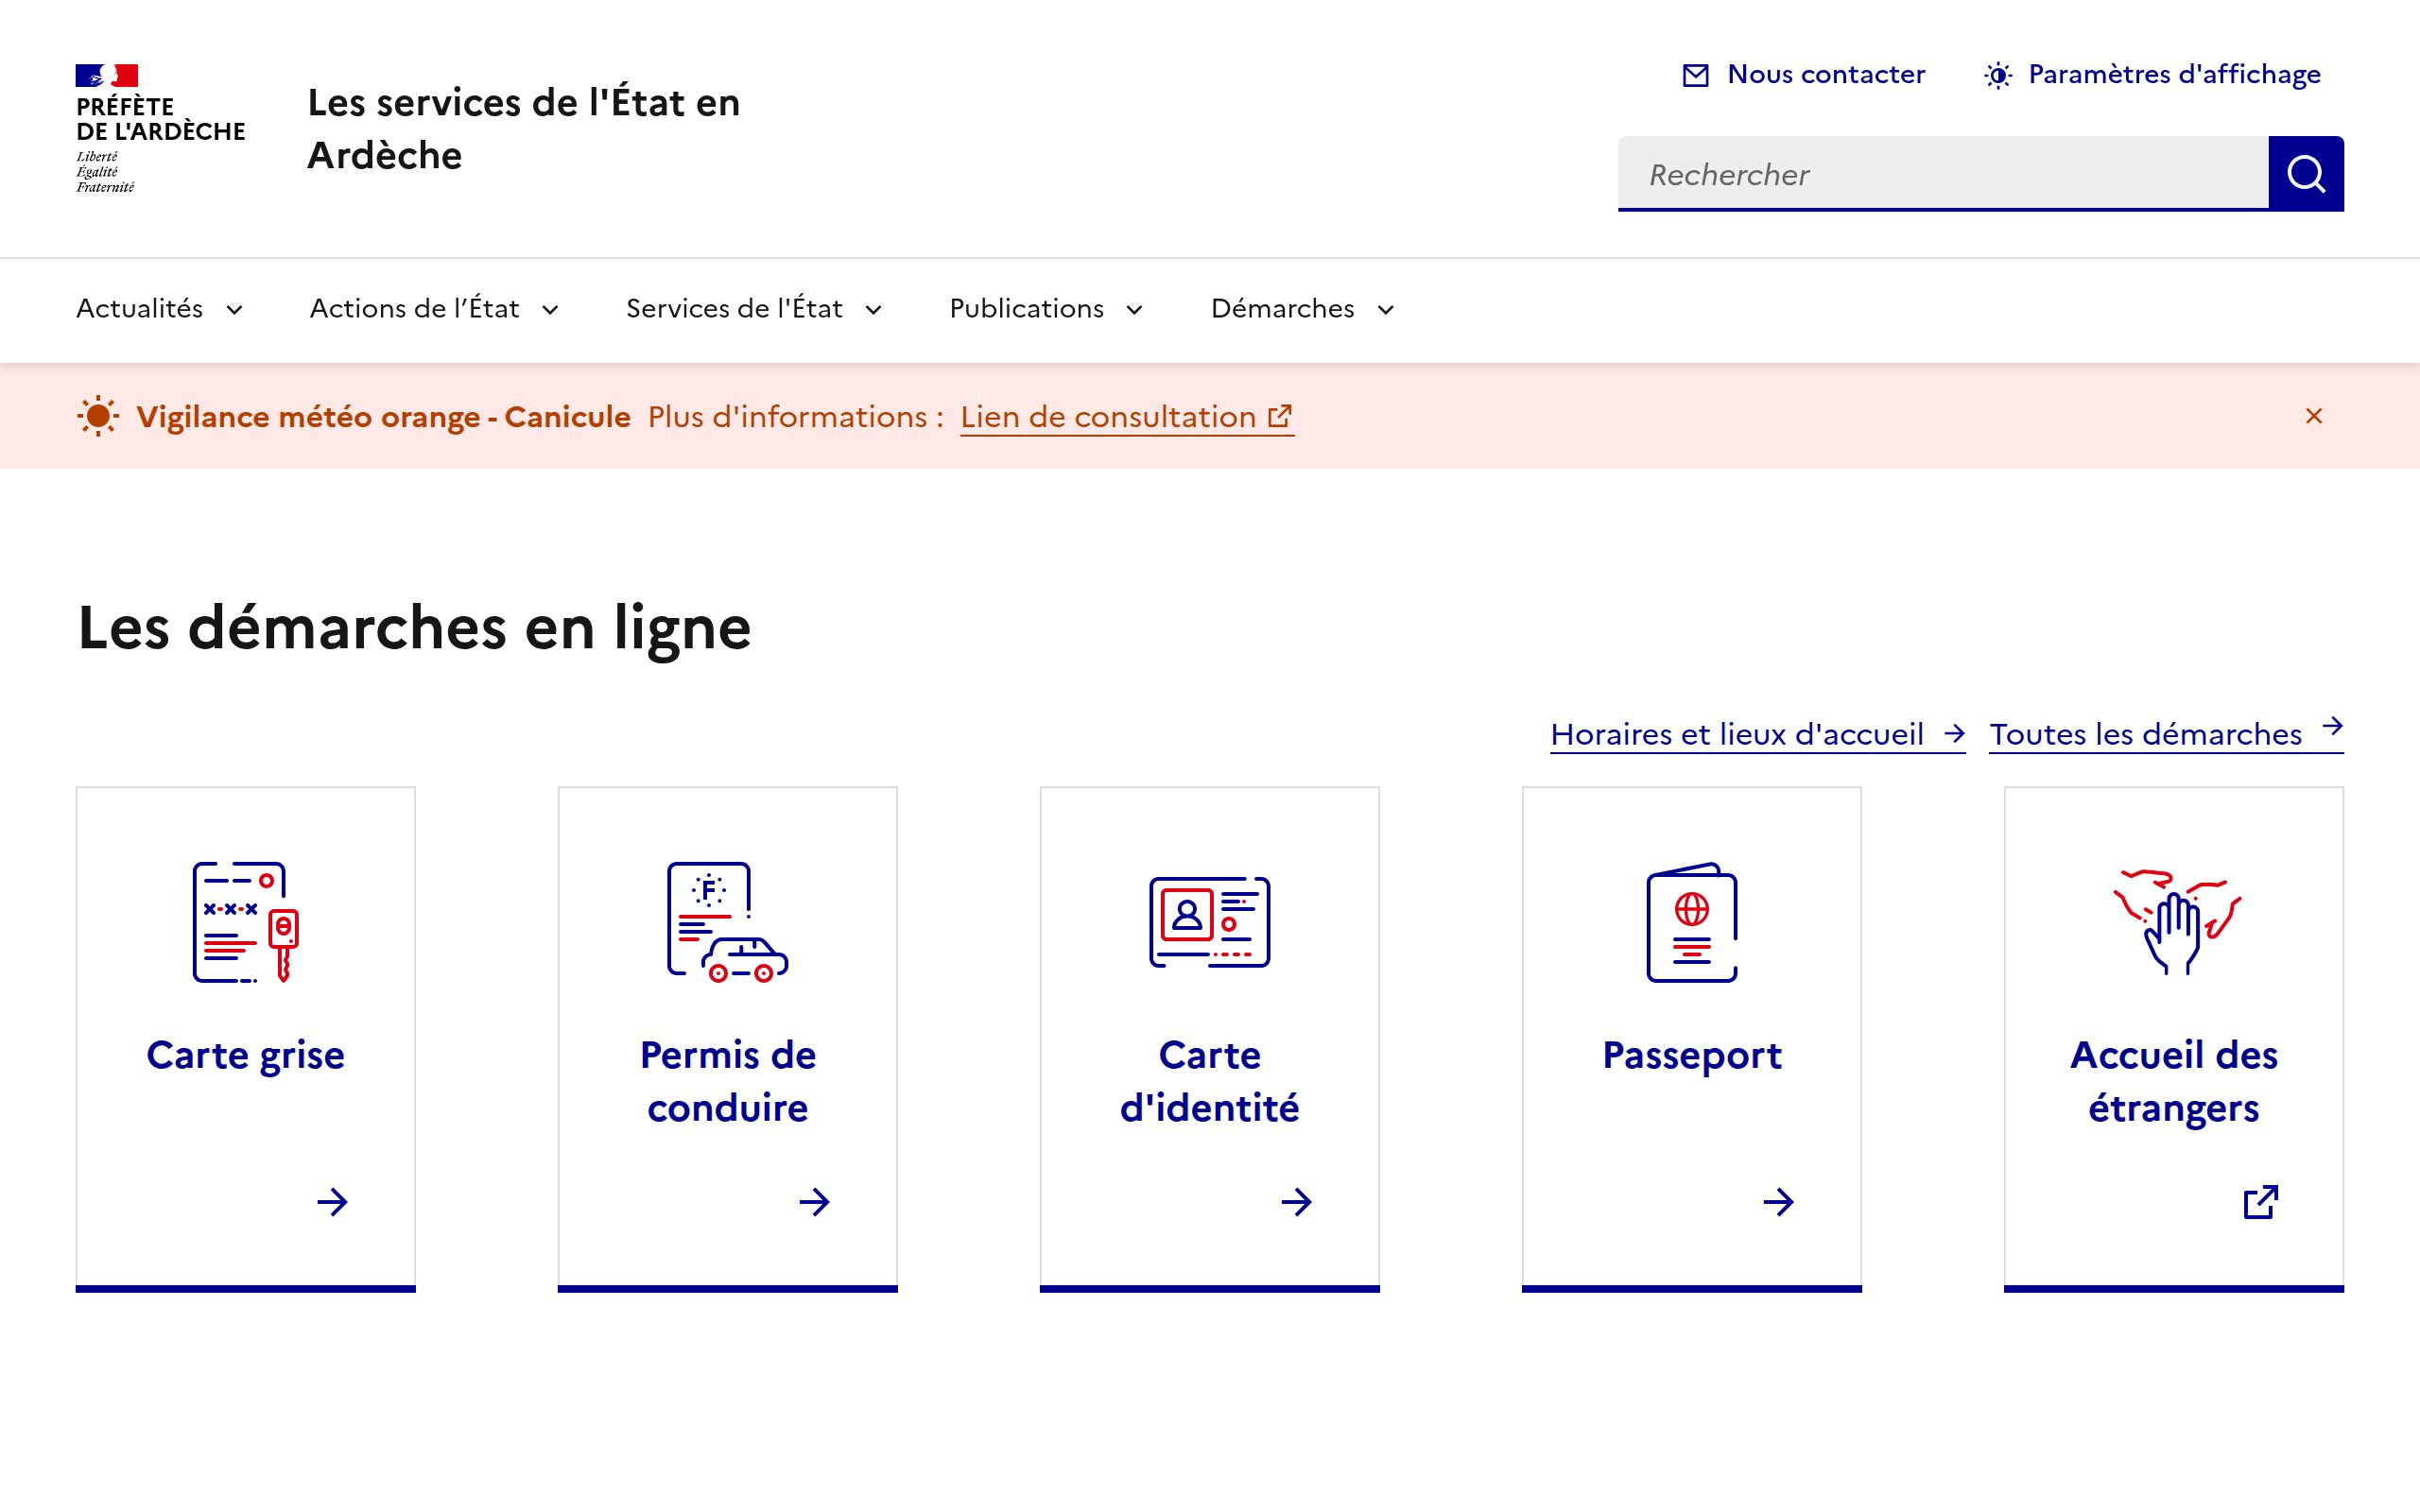 PRÉFÈTE
DE L'ARDÈCHE
Liberté
Égalité
Fraternité
Les services de l'État en
Ardèche
Nous contacter
Paramètres d'affichage
Rechercher
Actualités
Actions de l’État
Services de l'État
Publications
Démarches
Vigilance météo orange - Canicule Plus d'informations : Lien de consultation
Les démarches en ligne
Horaires et lieux d'accueil
Toutes les démarches
Carte grise
F
Permis de
conduire
Carte
d'identité
Passeport
Accueil des
étrangers